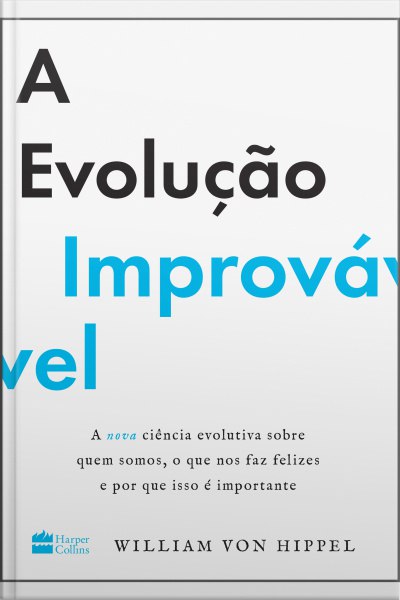 A
Evolução
Improváv
vel
A nova ciência evolutiva sobre
quem somos, o que nos faz felizes
e por que isso é importante
Harper
Collins
WILLIAM VON HIPPEL